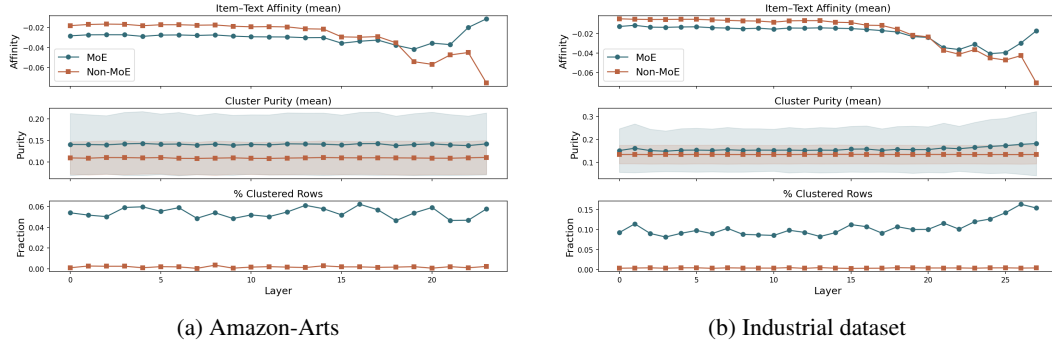 Item–Text Affinity (mean)
Affinity
−0.02
−0.04
−0.06
MoE
Non-MoE
Cluster Purity (mean)
Purity
0.20
0.15
0.10
% Clustered Rows
Fraction
0.06
0.04
0.02
0.00
0 5 10 15 20
Layer
(a) Amazon-Arts
Item–Text Affinity (mean)
Affinity
−0.02
−0.04
−0.06
MoE
Non-MoE
Cluster Purity (mean)
Purity
0.3
0.2
0.1
% Clustered Rows
Fraction
0.15
0.10
0.05
0.00
0 5 10 15 20 25
Layer
(b) Industrial dataset